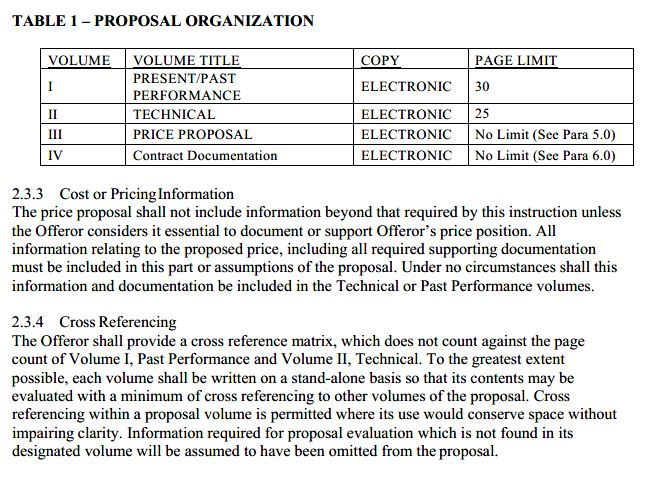 TABLE 1 – PROPOSAL ORGANIZATION
VOLUME VOLUME TITLE COPY PAGE LIMIT
I PRESENT/PAST PERFORMANCE ELECTRONIC 30
II TECHNICAL ELECTRONIC 25
III PRICE PROPOSAL ELECTRONIC No Limit (See Para 5.0)
IV Contract Documentation ELECTRONIC No Limit (See Para 6.0)
2.3.3 Cost or PricingInformation
The price proposal shall not include information beyond that required by this instruction unless
the Offeror considers it essential to document or support Offeror’s price position. All
information relating to the proposed price, including all required supporting documentation
must be included in this part or assumptions of the proposal. Under no circumstances shall this
information and documentation be included in the Technical or Past Performance volumes.
2.3.4 Cross Referencing
The Offeror shall provide a cross reference matrix, which does not count against the page
count of Volume I, Past Performance and Volume II, Technical. To the greatest extent
possible, each volume shall be written on a stand-alone basis so that its contents may be
evaluated with a minimum of cross referencing to other volumes of the proposal. Cross
referencing within a proposal volume is permitted where its use would conserve space without
impairing clarity. Information required for proposal evaluation which is not found in its
designated volume will be assumed to have been omitted from the proposal.